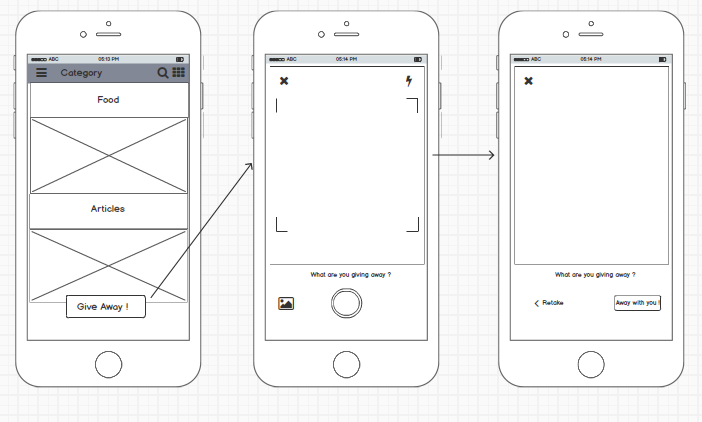 ABC 05:13 PM
Category
Food
Articles
Give Away !
ABC 05:14 PM
What are you giving away ?
ABC 05:14 PM
What are you giving away ?
Retake
Away with you !